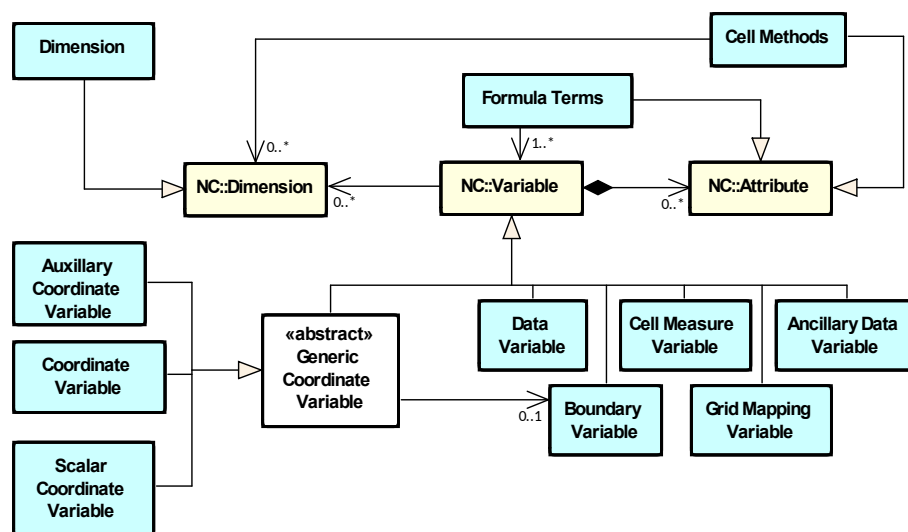 Dimension
Cell Methods
Formula Terms
0..*
1..*
NC::Dimension
NC::Variable
NC::Attribute
0..*
0..*
Auxillary
Coordinate
Variable
«abstract»
Generic
Coordinate
Variable
Data
Variable
Cell Measure
Variable
Ancillary Data
Variable
Coordinate
Variable
0..1
Boundary
Variable
Grid Mapping
Variable
Scalar
Coordinate
Variable